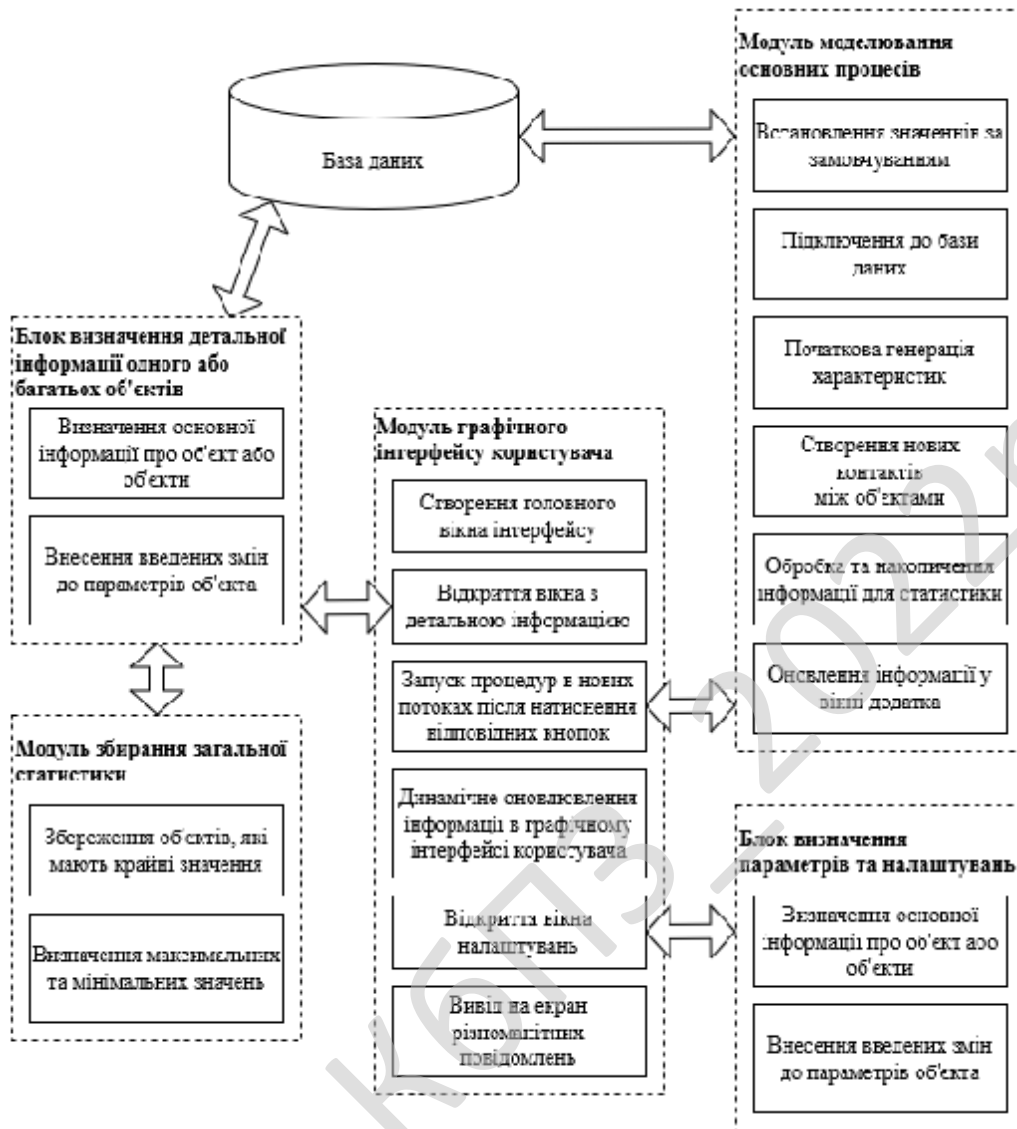 База даних
Модуль моделювання
основних процесів
Встановлення значеннів за
замовчуванням
Підключення до бази
даних
Початкова генерація
характеристик
Створення нових
контактів
між об'єктами
Обробка та накопичення
інформації для статистики
Оновлення інформації у
вікні додатка
Блок визначення детальної
інформації одного або
багатьох об'єктів
Визначення основної
інформації про об'єкт або
об'єкти
Внесення введених змін
до параметрів об'єкта
Модуль збирання загальної
статистики
Збереження об'єктів, які
мають крайні значення
Визначення максимальних
та мінімальних значень
Модуль графічного
інтерфейсу користувача
Створення головного
вікна інтерфейсу
Відкриття вікна з
детальною інформацією
Запуск процедур в нових
потоках після натиснення
відповідних кнопок
Динамічне оновлювлення
інформації в графічному
інтерфейсі користувача
Відкриття вікна
налаштувань
Вивід на екран
різноманітних
повідомлень
Блок визначення
параметрів та налаштувань
Визначення основної
інформації про об'єкт або
об'єкти
Внесення введених змін
до параметрів об'єкта